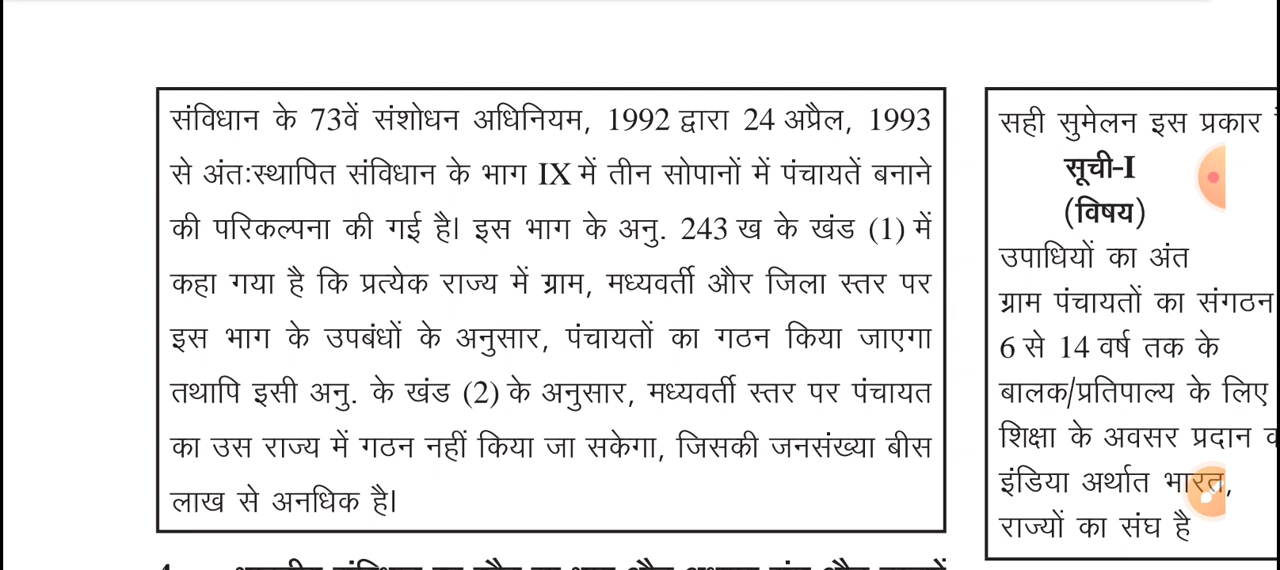 संविधान के 73वें संशोधन अधिनियम, 1992 द्वारा 24 अप्रैल, 1993
से अंतःस्थापित संविधान के भाग IX में तीन सोपानों में पंचायतें बनाने
की परिकल्पना की गई है। इस भाग के अनु. 243 ख के खंड (1) में
कहा गया है कि प्रत्येक राज्य में ग्राम, मध्यवर्ती और जिला स्तर पर
इस भाग के उपबंधों के अनुसार, पंचायतों का गठन किया जाएगा
तथापि इसी अनु. के खंड (2) के अनुसार, मध्यवर्ती स्तर पर पंचायत
का उस राज्य में गठन नहीं किया जा सकेगा, जिसकी जनसंख्या बीस
लाख से अनधिक है।
सही सुमेलन इस प्रकार
सूची-I
(विषय)
उपाधियों का अंत
ग्राम पंचायतों का संगठन
6 से 14 वर्ष तक के
बालक/प्रतिपाल्य के लिए
शिक्षा के अवसर प्रदान
इंडिया अर्थात भारत,
राज्यों का संघ है